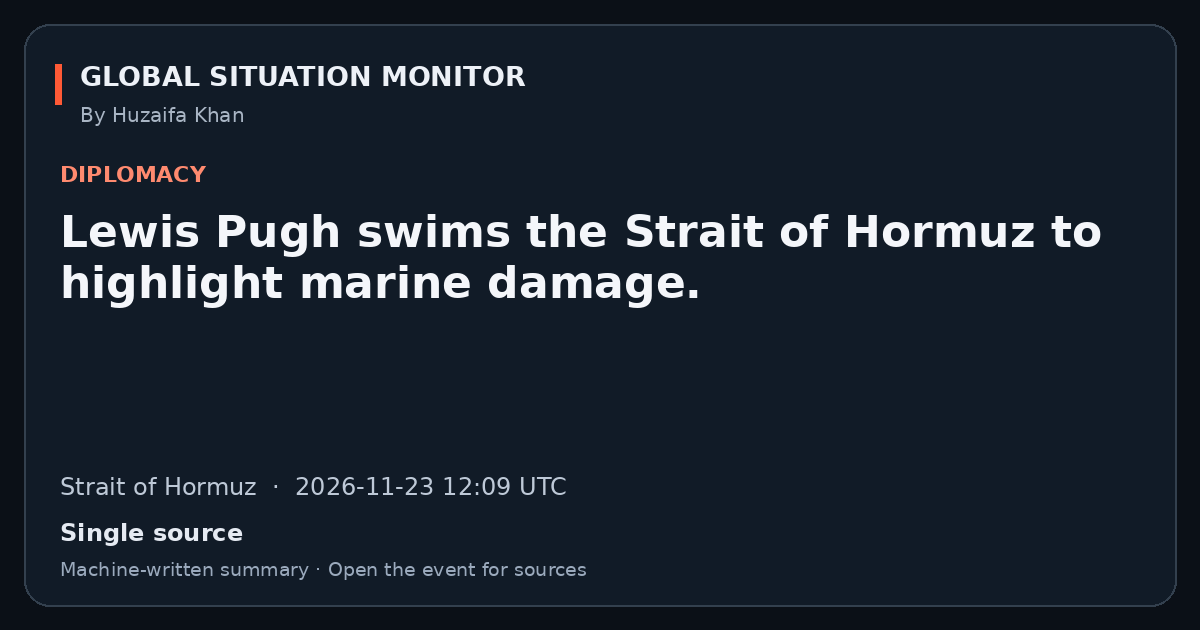 GLOBAL SITUATION MONITOR
By Huzaifa Khan
DIPLOMACY
Lewis Pugh swims the Strait of Hormuz to
highlight marine damage.
Strait of Hormuz · 2026-11-23 12:09 UTC
Single source
Machine-written summary · Open the event for sources